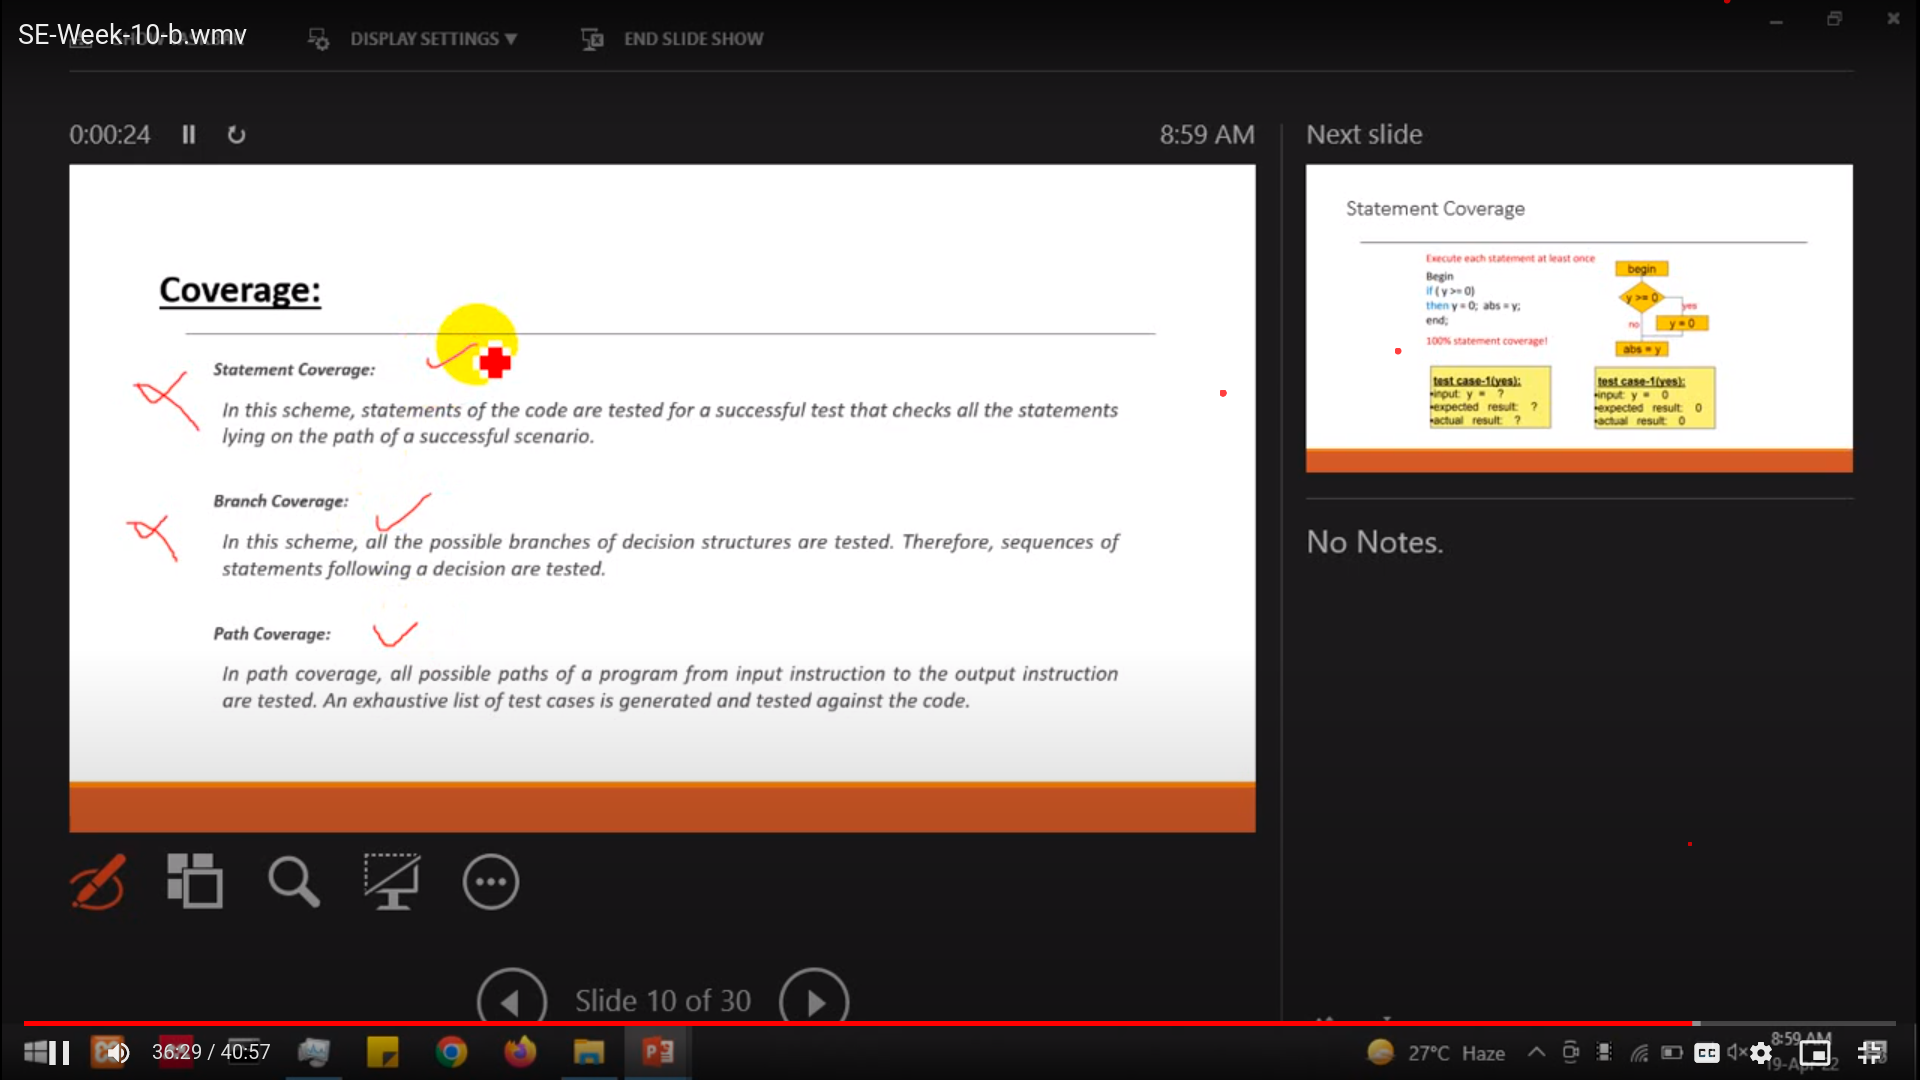 SE-Week-10-b.wmv
DISPLAY SETTINGS ▼
END SLIDE SHOW
0:00:24
8:59 AM
Next slide
Coverage:
Statement Coverage:
In this scheme, statements of the code are tested for a successful test that checks all the statements
lying on the path of a successful scenario.
Branch Coverage:
In this scheme, all the possible branches of decision structures are tested. Therefore, sequences of
statements following a decision are tested.
Path Coverage:
In path coverage, all possible paths of a program from input instruction to the output instruction
are tested. An exhaustive list of test cases is generated and tested against the code.
Statement Coverage
Execute each statement at least once
Begin
if ( y >= 0)
then y = 0; abs = y;
end;
100% statement coverage!
begin
y >= 0
yes
no
y = 0
abs = y
test case-1(yes):
•input: y = ?
•expected result: ?
•actual result: ?
test case-1(yes):
•input: y = 0
•expected result: 0
•actual result: 0
No Notes.
Slide 10 of 30
36:29 / 40:57
27°C Haze
8:59 AM
CC